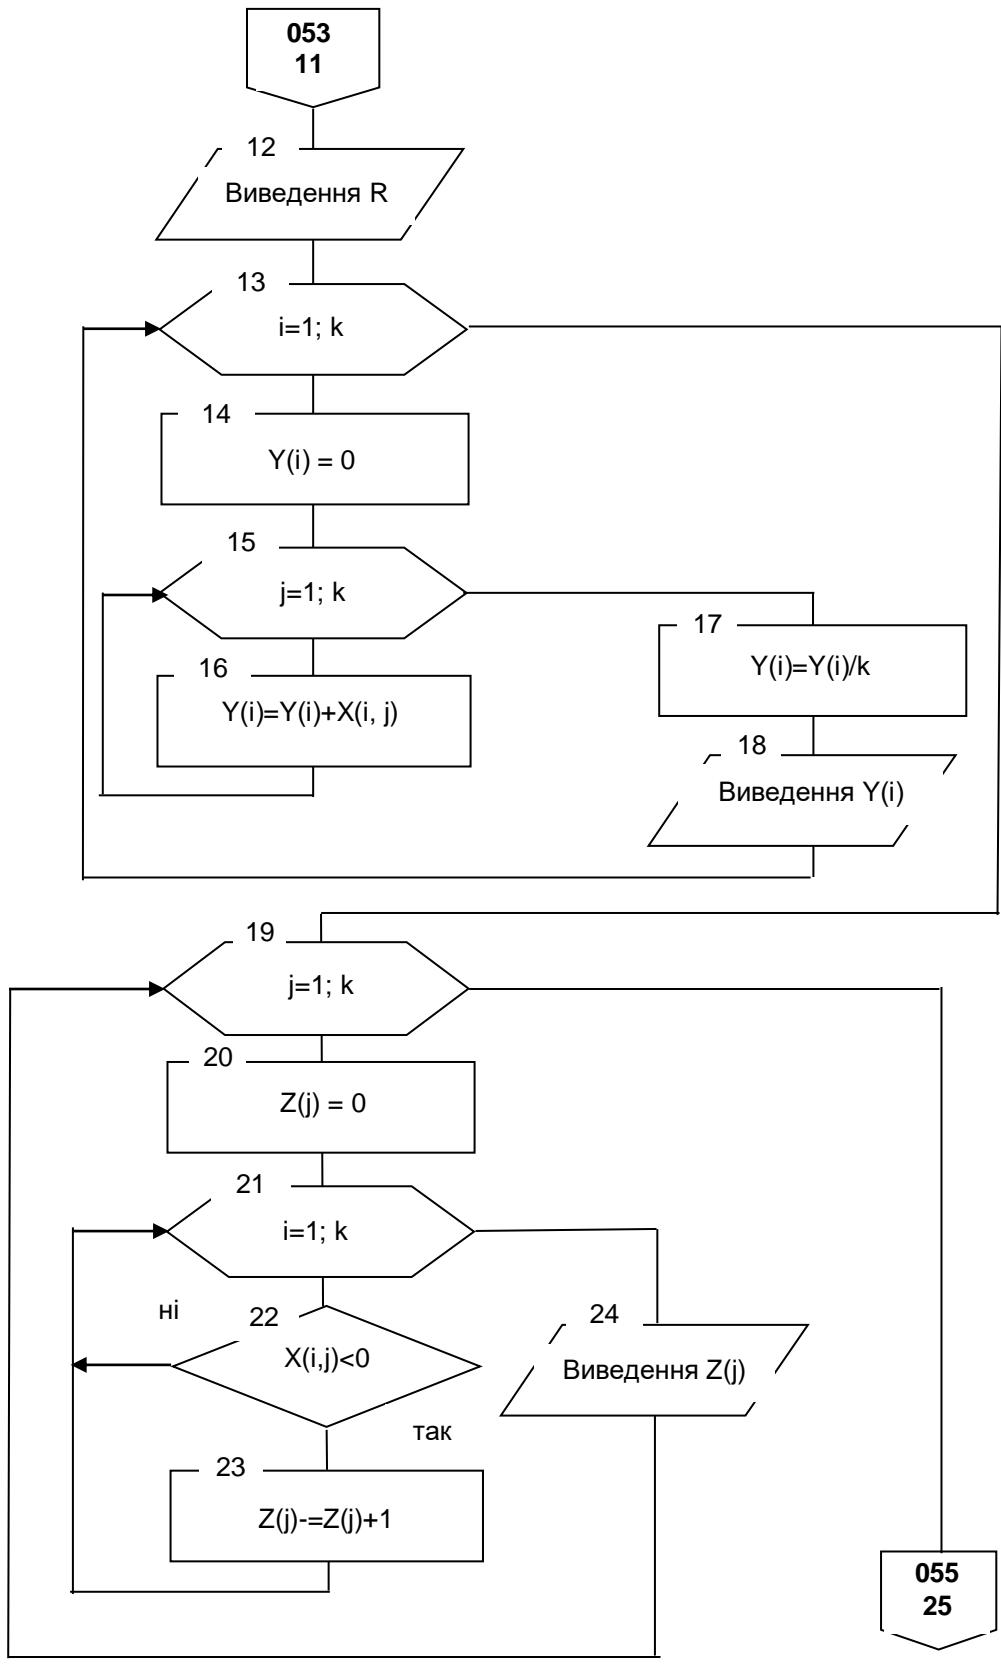 053
11
12
Виведення R
13
i=1; k
14
Y(i) = 0
15
j=1; k
16
Y(i)=Y(i)+X(i, j)
17
Y(i)=Y(i)/k
18
Виведення Y(i)
19
j=1; k
20
Z(j) = 0
21
i=1; k
ні
22
X(i,j)<0
так
23
Z(j)-=Z(j)+1
24
Виведення Z(j)
055
25